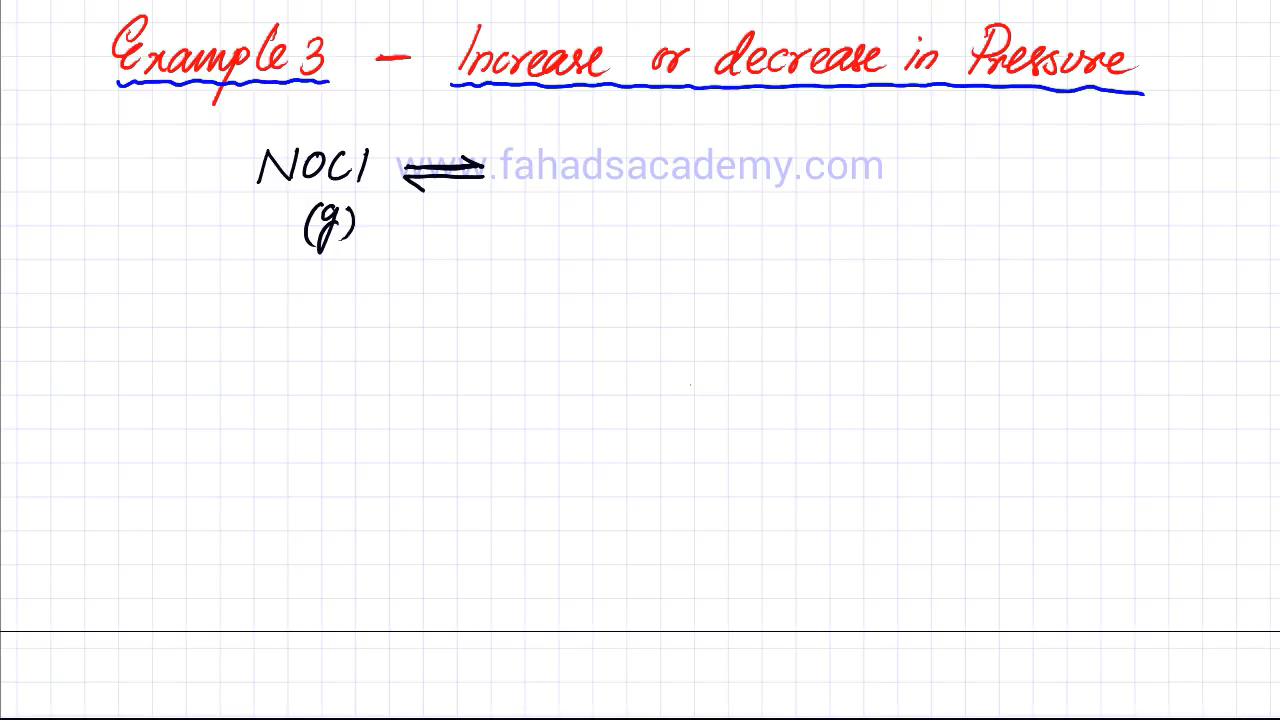 Example 3 - Increase or decrease in Pressure
NOCl ⇌ www.fahadsacademy.com
(g)